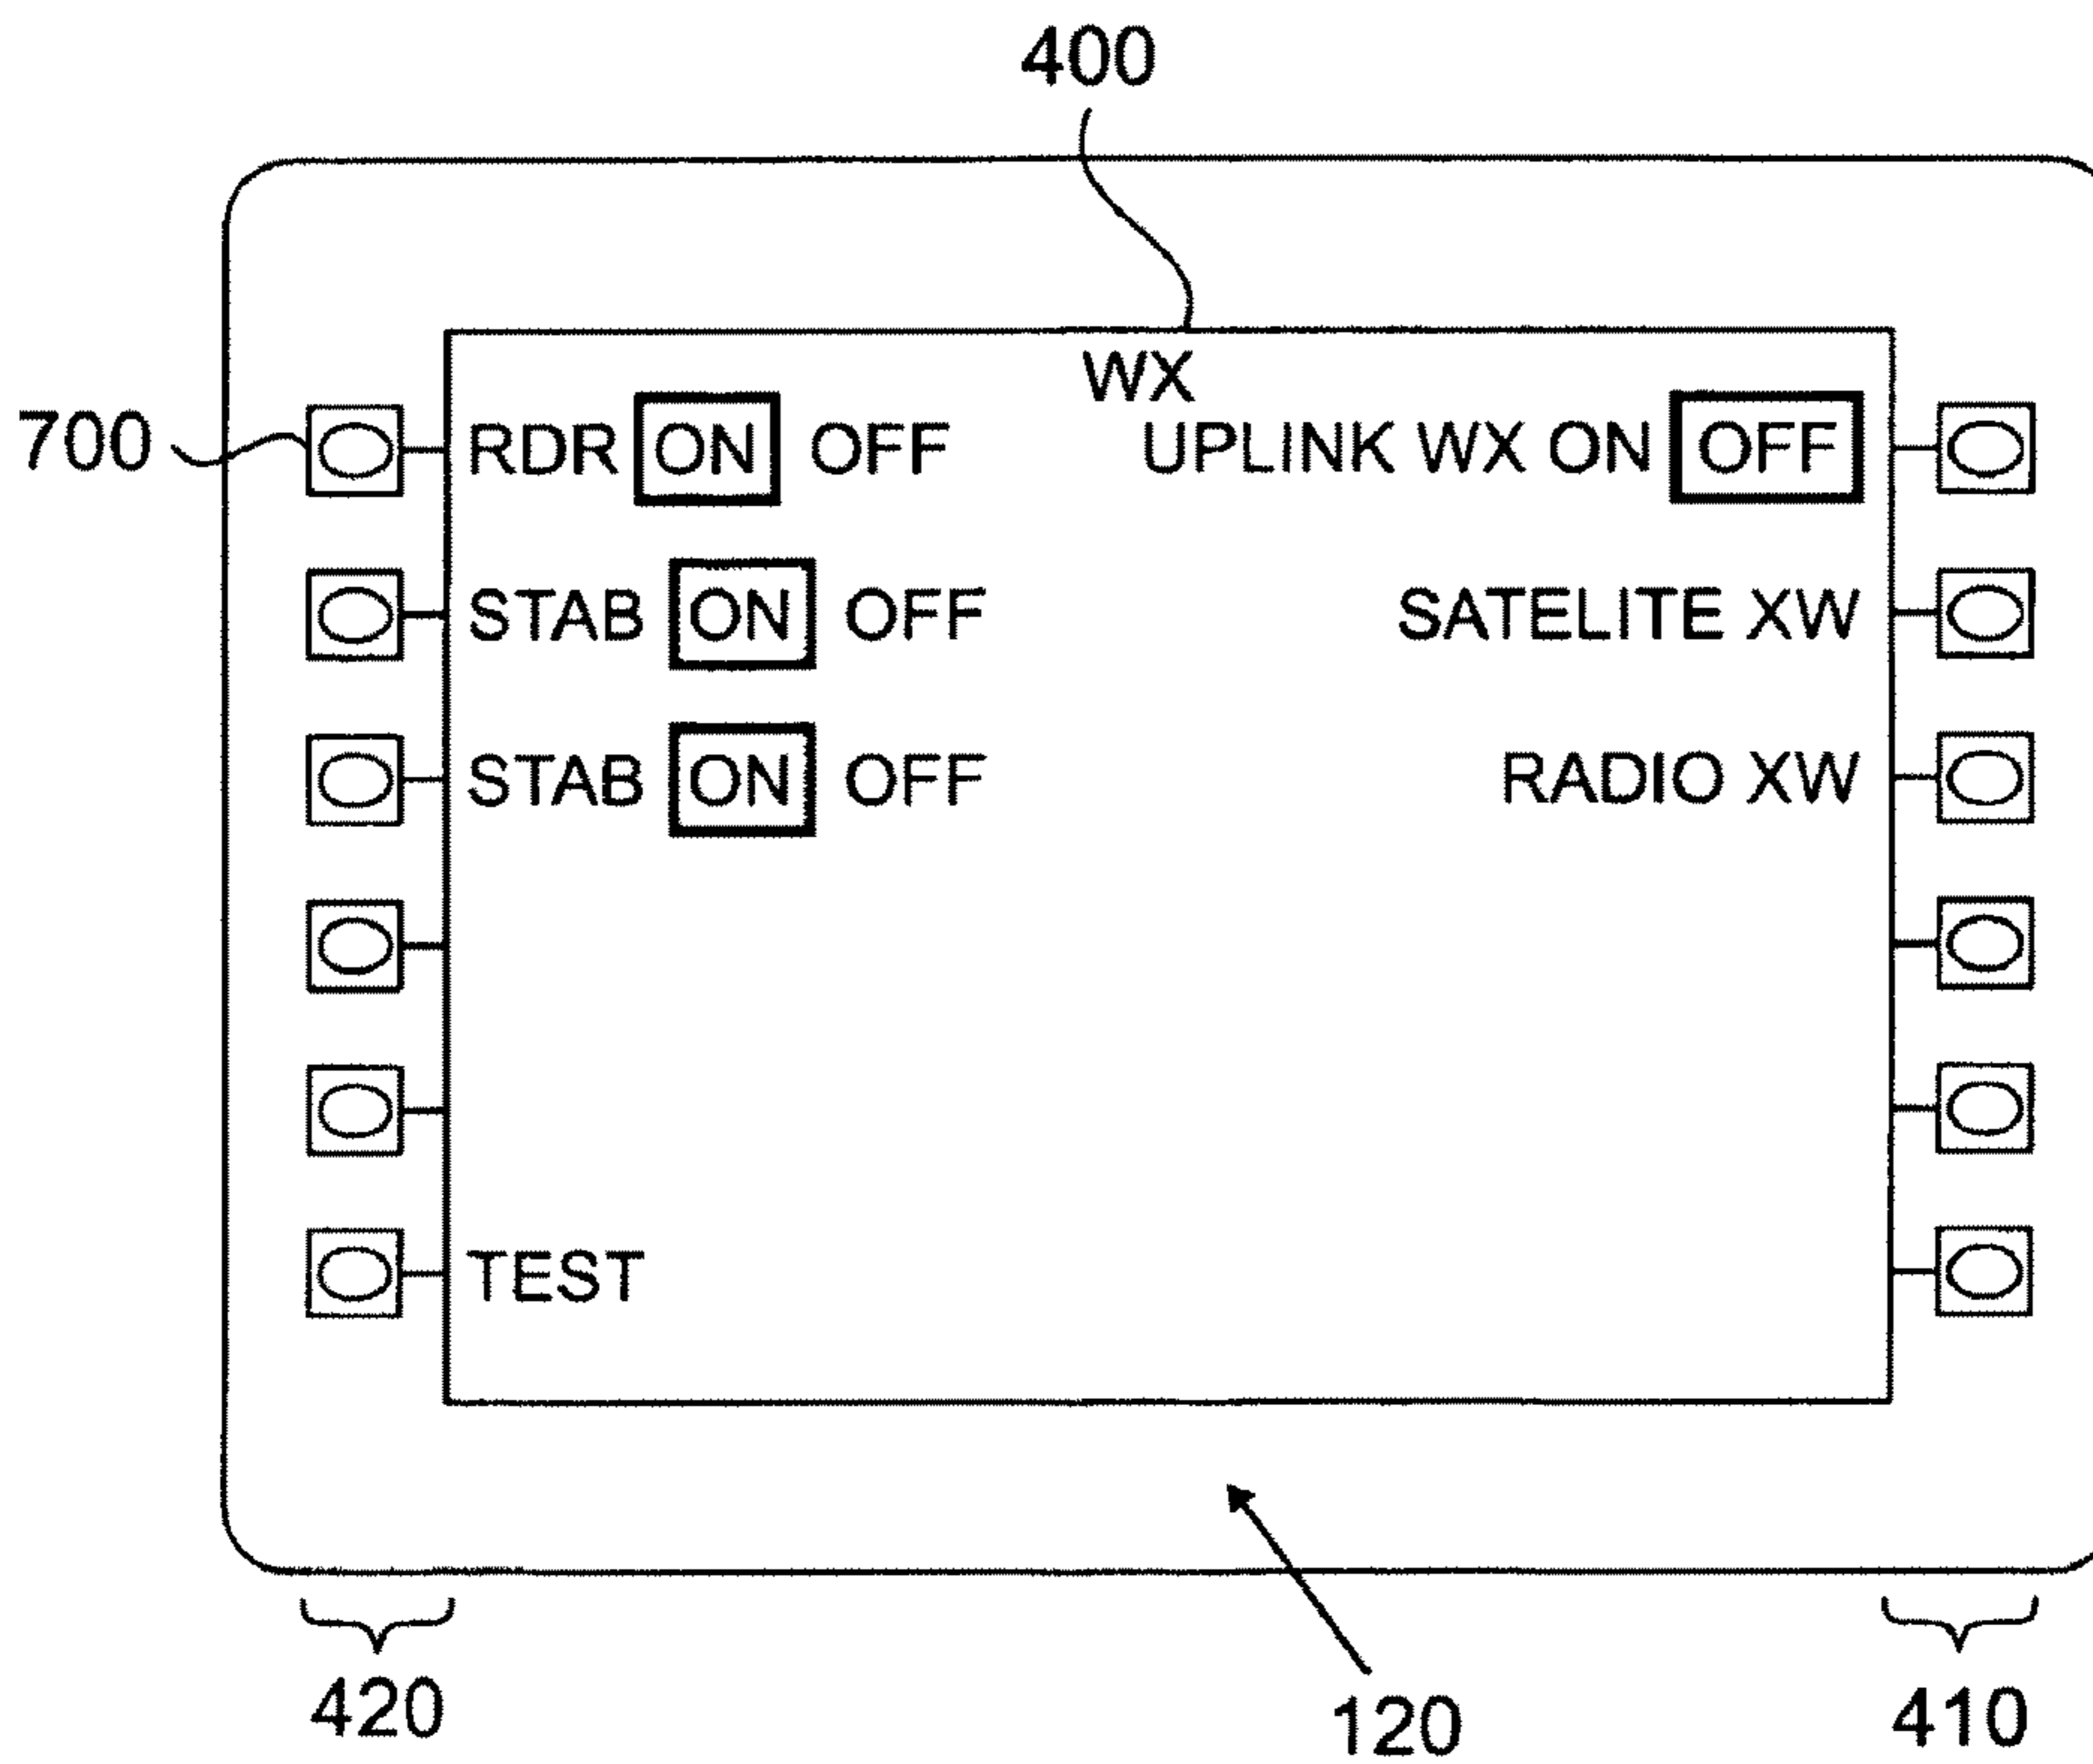 400
WX
700 RDR ON OFF UPLINK WX ON OFF
STAB ON OFF SATELITE XW
STAB ON OFF RADIO XW
TEST
420 120 410